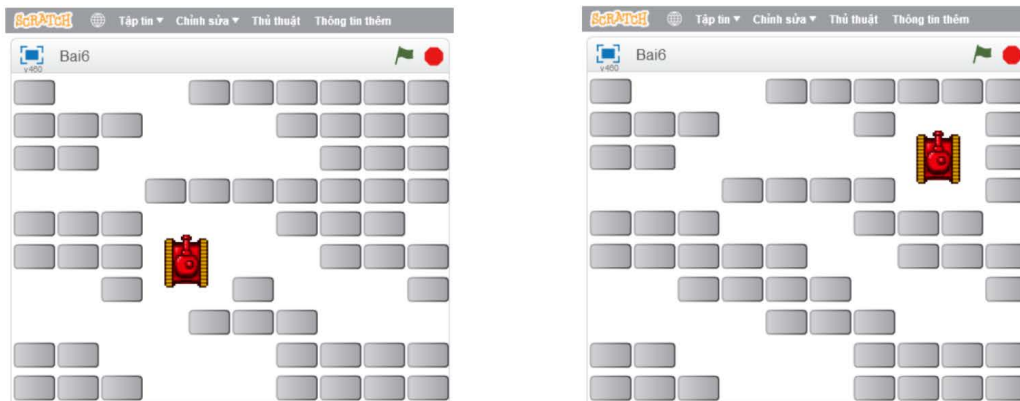 SCRATCH Tập tin Chỉnh sửa Thủ thuật Thông tin thêm
Bai6
v460
SCRATCH Tập tin Chỉnh sửa Thủ thuật Thông tin thêm
Bai6
v460